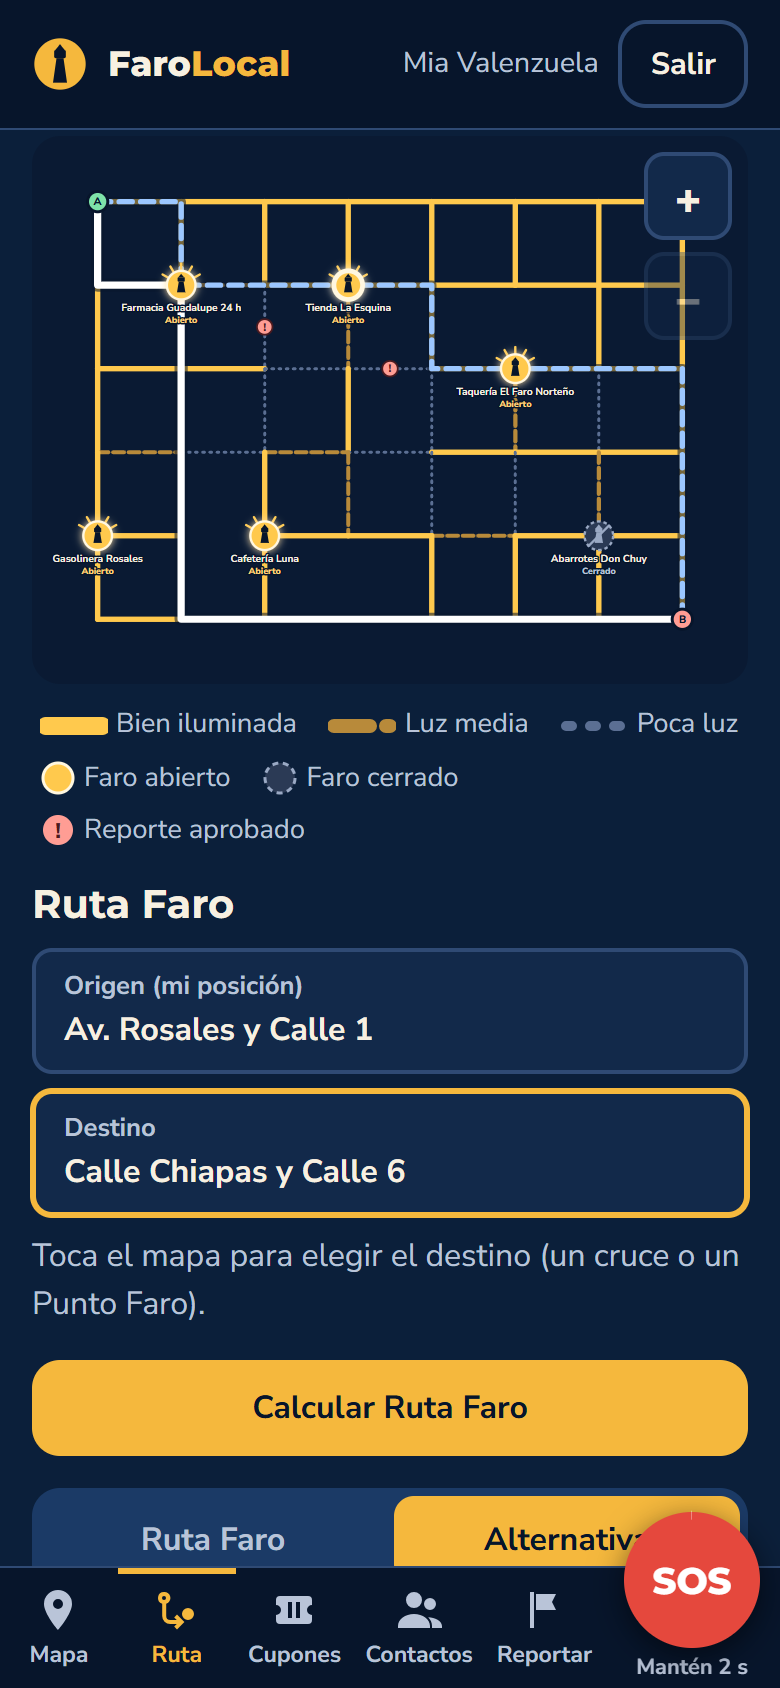 FaroLocal
Mia Valenzuela
Salir
+
−
A
Farmacia Guadalupe 24 h
Abierto
Tienda La Esquina
Abierto
!
!
Taquería El Faro Norteño
Abierto
Gasolinera Rosales
Abierto
Cafetería Luna
Abierto
Abarrotes Don Chuy
Cerrado
B
Bien iluminada
Luz media
Poca luz
Faro abierto
Faro cerrado
! Reporte aprobado
Ruta Faro
Origen (mi posición)
Av. Rosales y Calle 1
Destino
Calle Chiapas y Calle 6
Toca el mapa para elegir el destino (un cruce o un
Punto Faro).
Calcular Ruta Faro
Ruta Faro
SOS
Mapa
Ruta
Cupones
Contactos
Reportar
Mantén 2 s